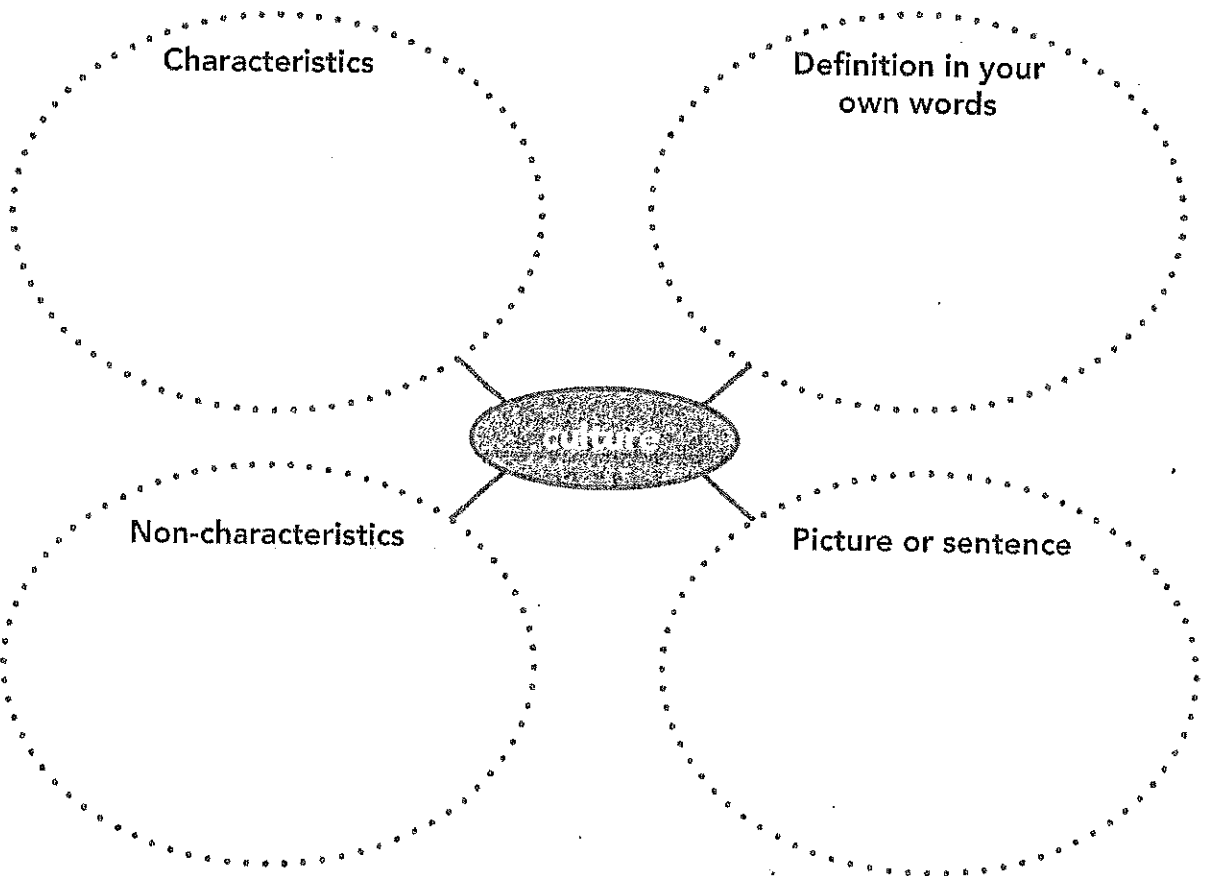 Characteristics
Definition in your
own words
culture
Non-characteristics
Picture or sentence